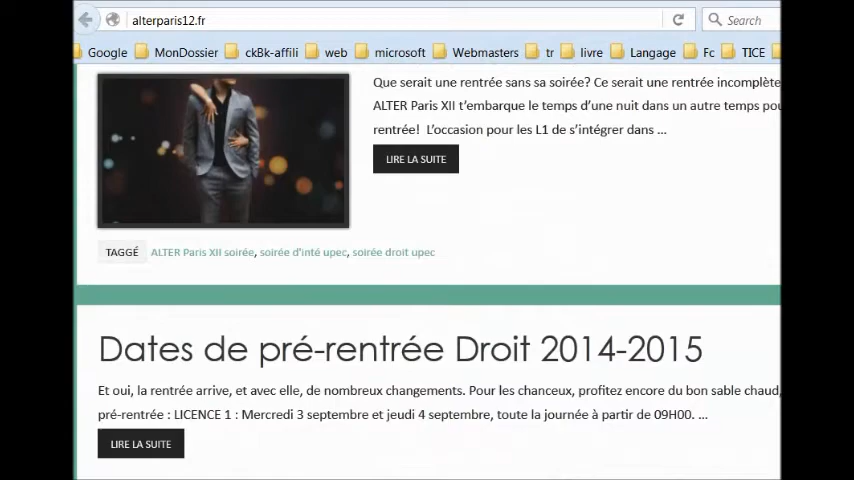 alterparis12.fr
Search
Google MonDossier ckBk-affili web microsoft Webmasters tr livre Langage Fc TICE
Que serait une rentrée sans sa soirée? Ce serait une rentrée incomplète
ALTER Paris XII t’embarque le temps d’une nuit dans un autre temps pou
rentrée! L’occasion pour les L1 de s’intégrer dans ...
LIRE LA SUITE
TAGGÉ ALTER Paris XII soirée, soirée d'inté upec, soirée droit upec
Dates de pré-rentrée Droit 2014-2015
Et oui, la rentrée arrive, et avec elle, de nombreux changements. Pour les chanceux, profitez encore du bon sable chaud,
pré-rentrée : LICENCE 1 : Mercredi 3 septembre et jeudi 4 septembre, toute la journée à partir de 09H00. ...
LIRE LA SUITE